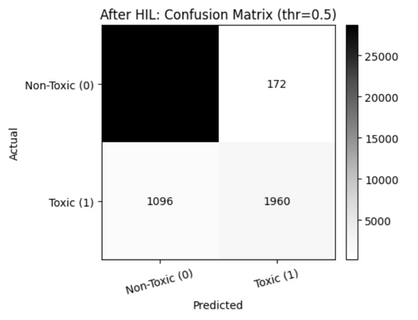 After HIL: Confusion Matrix (thr=0.5)
Non-Toxic (0)
172
Toxic (1)
1096
1960
Actual
Non-Toxic (0)
Toxic (1)
Predicted
25000
20000
15000
10000
5000